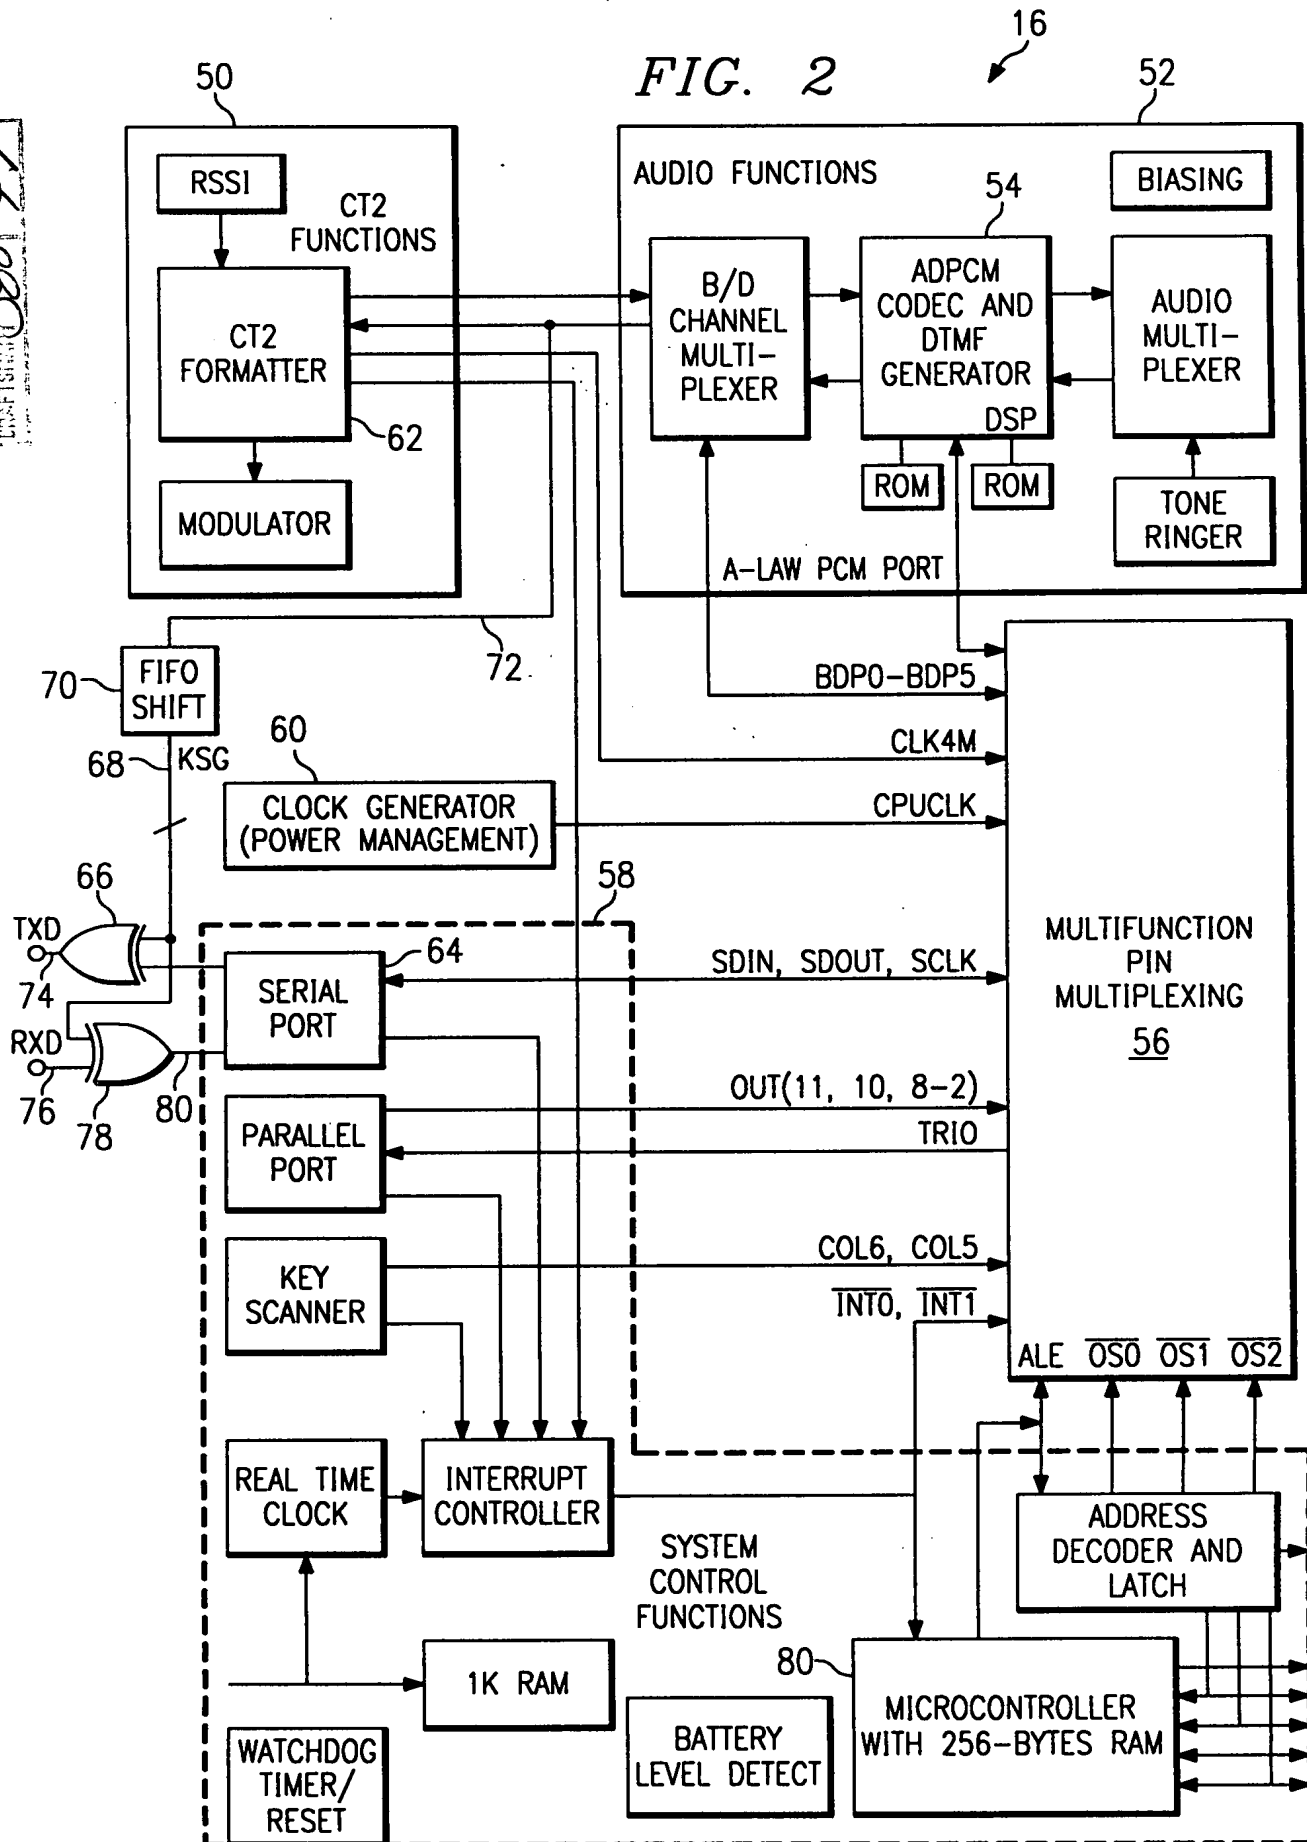 FIG. 2
16
50
52
RSSI
CT2
FUNCTIONS
CT2
FORMATTER
62
MODULATOR
AUDIO FUNCTIONS
54
BIASING
B/D
CHANNEL
MULTI-
PLEXER
ADPCM
CODEC AND
DTMF
GENERATOR
DSP
AUDIO
MULTI-
PLEXER
ROM
ROM
TONE
RINGER
A-LAW PCM PORT
72
70
FIFO
SHIFT
68
KSG
60
CLOCK GENERATOR
(POWER MANAGEMENT)
BDP0-BDP5
CLK4M
CPUCLK
66
58
TXD
74
64
SERIAL
PORT
SDIN, SDOUT, SCLK
MULTIFUNCTION
PIN
MULTIPLEXING
56
RXD
76
78
80
PARALLEL
PORT
OUT(11, 10, 8-2)
TRIO
KEY
SCANNER
COL6, COL5
INT0, INT1
ALE OS0 OS1 OS2
REAL TIME
CLOCK
INTERRUPT
CONTROLLER
SYSTEM
CONTROL
FUNCTIONS
ADDRESS
DECODER AND
LATCH
1K RAM
80
MICROCONTROLLER
WITH 256-BYTES RAM
BATTERY
LEVEL DETECT
WATCHDOG
TIMER/
RESET